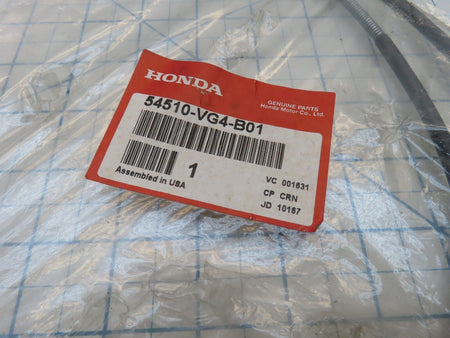 HONDA
GENUINE PARTS
Honda Motor Co., Ltd.
54510-VG4-B01
1
Assembled in USA
VC 001631
CP CRN
JD 10167